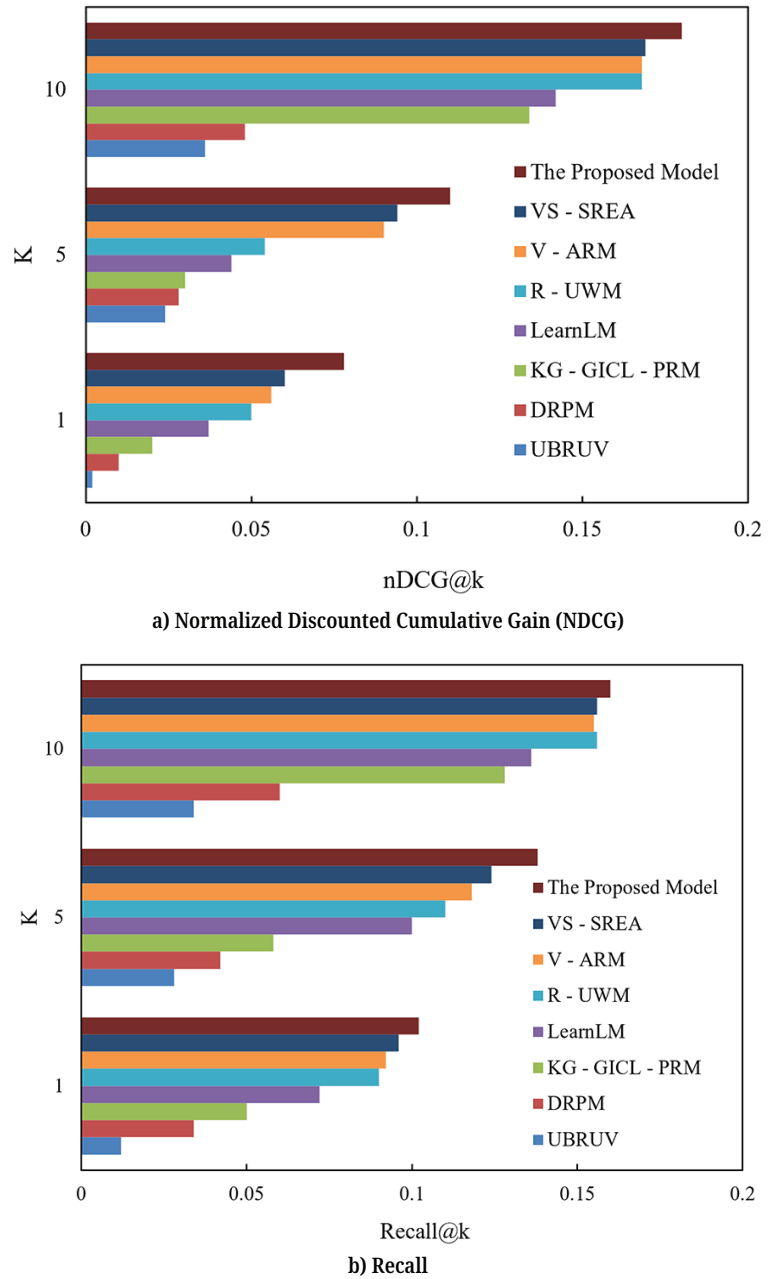 10
5
1
K
The Proposed Model
VS - SREA
V - ARM
R - UWM
LearnLM
KG - GICL - PRM
DRPM
UBRUV
0 0.05 0.1 0.15 0.2
nDCG@k
a) Normalized Discounted Cumulative Gain (NDCG)
10
5
1
K
The Proposed Model
VS - SREA
V - ARM
R - UWM
LearnLM
KG - GICL - PRM
DRPM
UBRUV
0 0.05 0.1 0.15 0.2
Recall@k
b) Recall